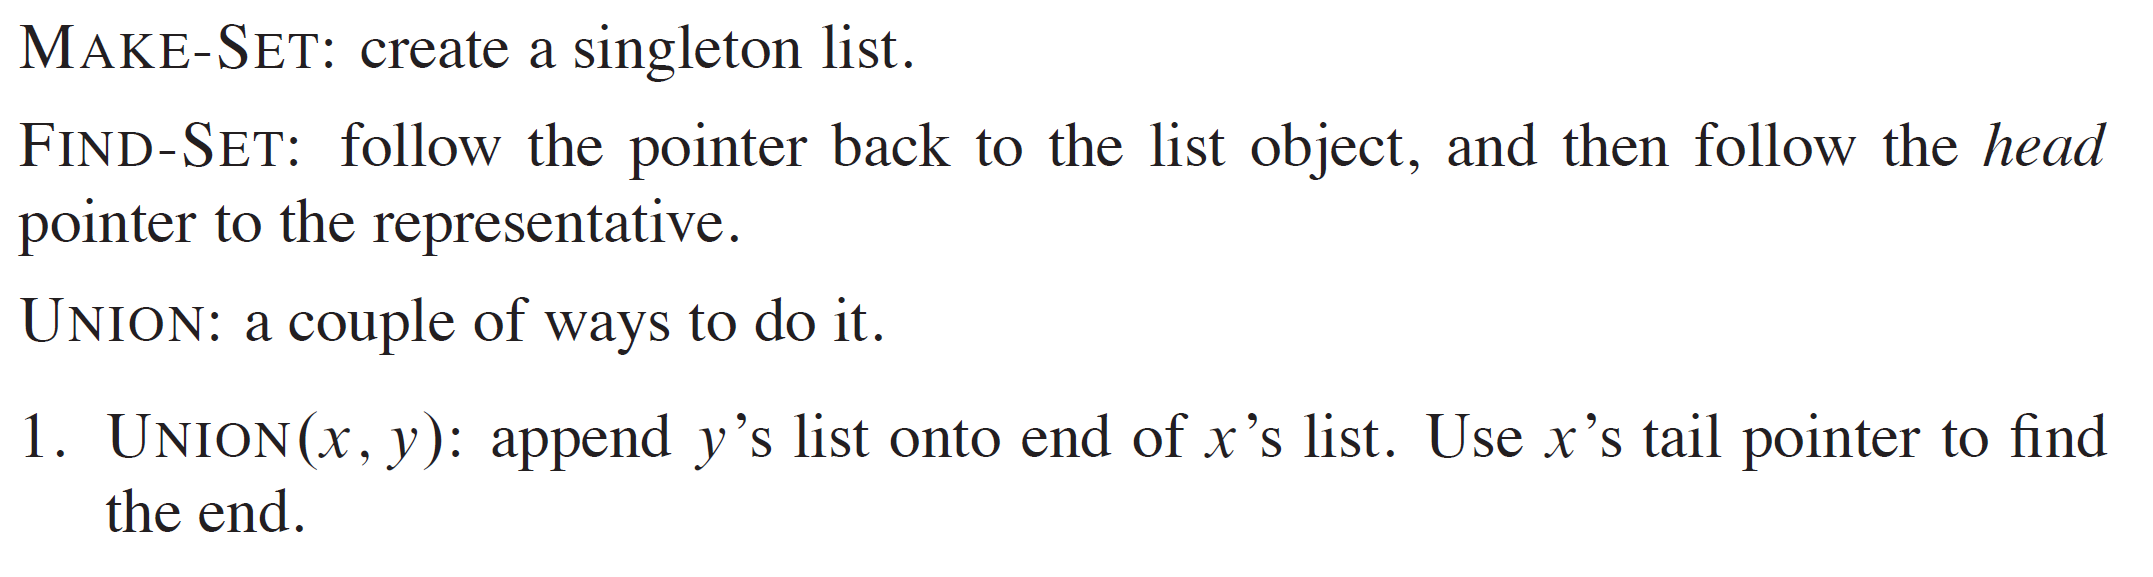 MAKE-SET: create a singleton list.
FIND-SET: follow the pointer back to the list object, and then follow the head
pointer to the representative.
UNION: a couple of ways to do it.
1. UNION(x, y): append y’s list onto end of x’s list. Use x’s tail pointer to find
the end.